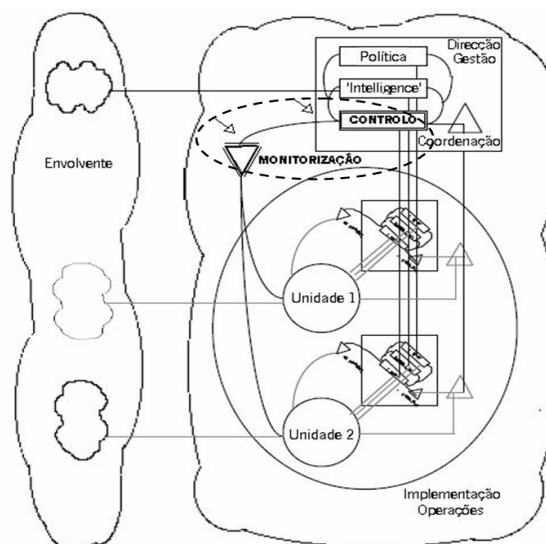 Direcção
Gestão
Política
'Intelligence'
CONTROLO
Coordenação
Envolvente
MONITORIZAÇÃO
Unidade 1
Unidade 2
Implementação
Operações